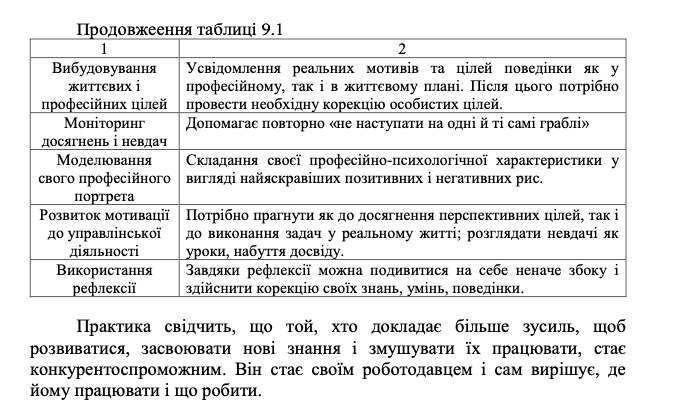 Продовжеення таблиці 9.1
1
2
Вибудовування
життєвих і
професійних цілей
Усвідомлення реальних мотивів та цілей поведінки як у
професійному, так і в життєвому плані. Після цього потрібно
провести необхідну корекцію особистих цілей.
Моніторинг
досягнень і невдач
Допомагає повторно «не наступати на одні й ті самі граблі»
Моделювання
свого професійного
портрета
Складання своєї професійно-психологічної характеристики у
вигляді найяскравіших позитивних і негативних рис.
Розвиток мотивації
до управлінської
діяльності
Потрібно прагнути як до досягнення перспективних цілей, так і
до виконання задач у реальному житті; розглядати невдачі як
уроки, набуття досвіду.
Використання
рефлексії
Завдяки рефлексії можна подивитися на себе неначе збоку і
здійснити корекцію своїх знань, умінь, поведінки.
Практика свідчить, що той, хто докладає більше зусиль, щоб
розвиватися, засвоювати нові знання і змушувати їх працювати, стає
конкурентоспроможним. Він стає своїм роботодавцем і сам вирішує, де
йому працювати і що робити.